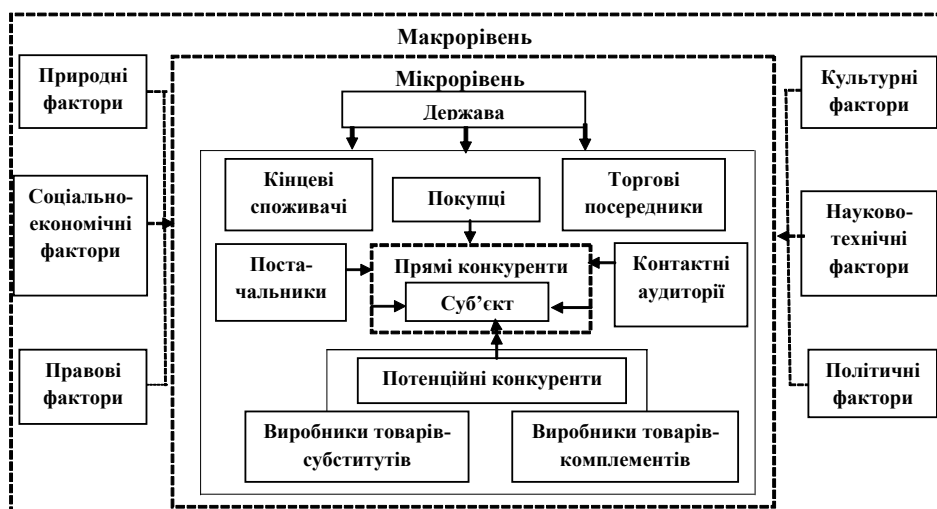 Макрорівень
Природні
фактори
Мікрорівень
Культурні
фактори
Держава
Кінцеві
споживачі
Покупці
Торгові
посередники
Соціально-
економічні
фактори
Науково-
технічні
фактори
Поста-
чальники
Прямі конкуренти
Контактні
аудиторії
Суб’єкт
Правові
фактори
Потенційні конкуренти
Політичні
фактори
Виробники товарів-
субститутів
Виробники товарів-
комплементів